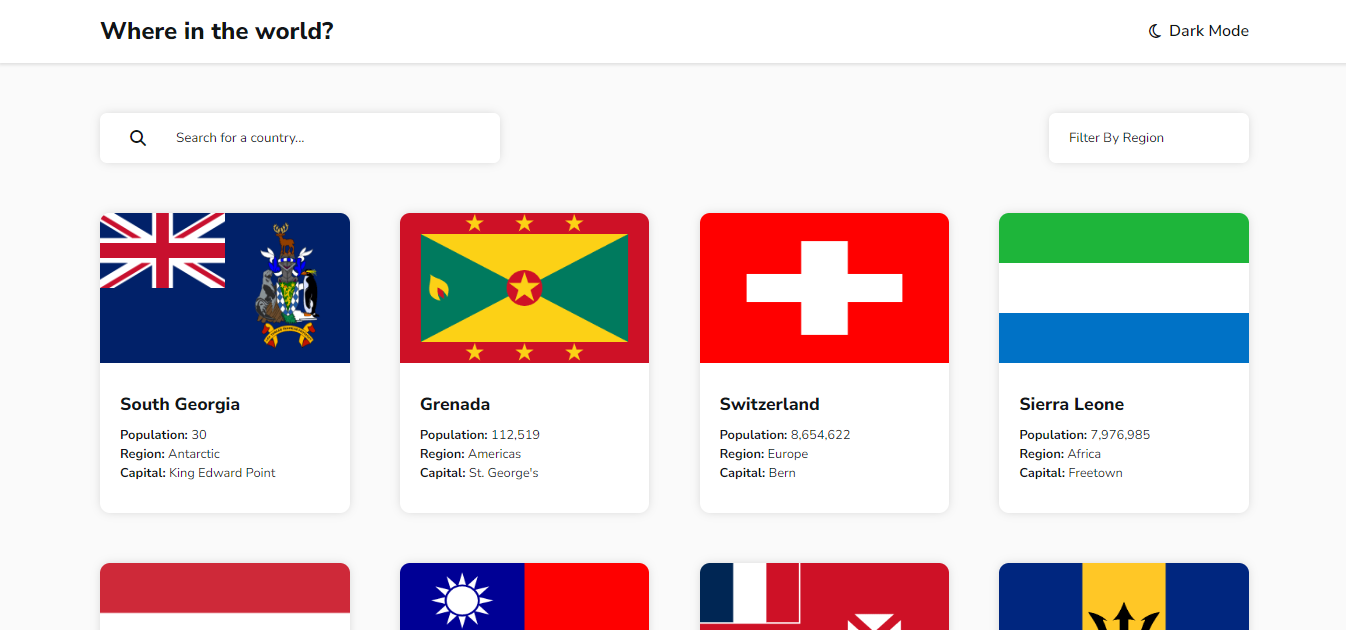 Where in the world?
Dark Mode
Search for a country...
Filter By Region
South Georgia
Population: 30
Region: Antarctic
Capital: King Edward Point
Grenada
Population: 112,519
Region: Americas
Capital: St. George's
Switzerland
Population: 8,654,622
Region: Europe
Capital: Bern
Sierra Leone
Population: 7,976,985
Region: Africa
Capital: Freetown